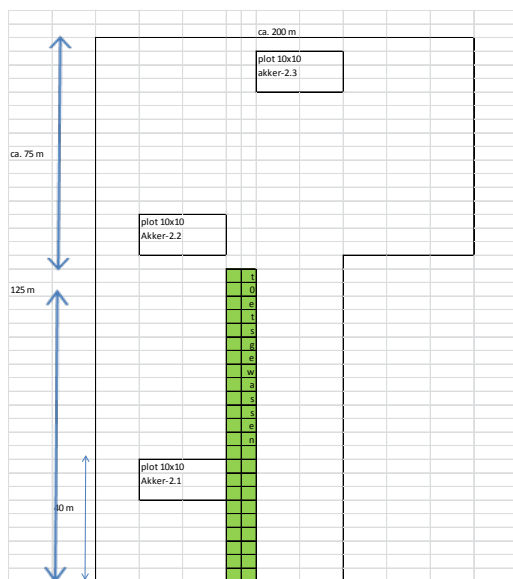 ca. 200 m
plot 10x10
akker-2.3
ca. 75 m
plot 10x10
Akker-2.2
125 m
t0etsgewassen
plot 10x10
Akker-2.1
40 m